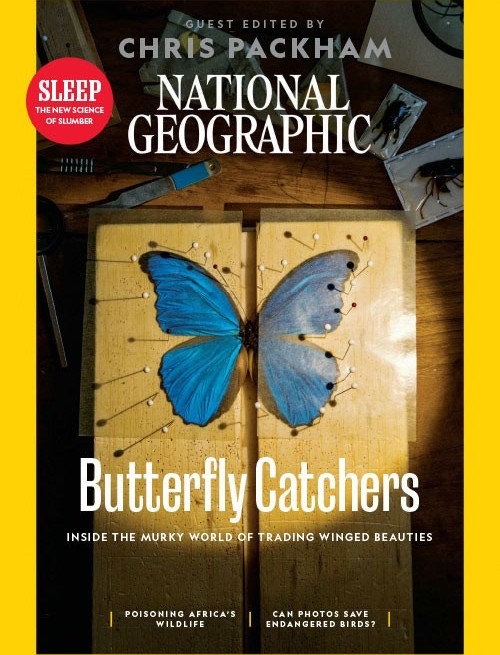 GUEST EDITED BY
CHRIS PACKHAM
NATIONAL
GEOGRAPHIC
SLEEP
THE NEW SCIENCE
OF SLUMBER
Butterfly Catchers
INSIDE THE MURKY WORLD OF TRADING WINGED BEAUTIES
POISONING AFRICA'S
WILDLIFE
CAN PHOTOS SAVE
ENDANGERED BIRDS?